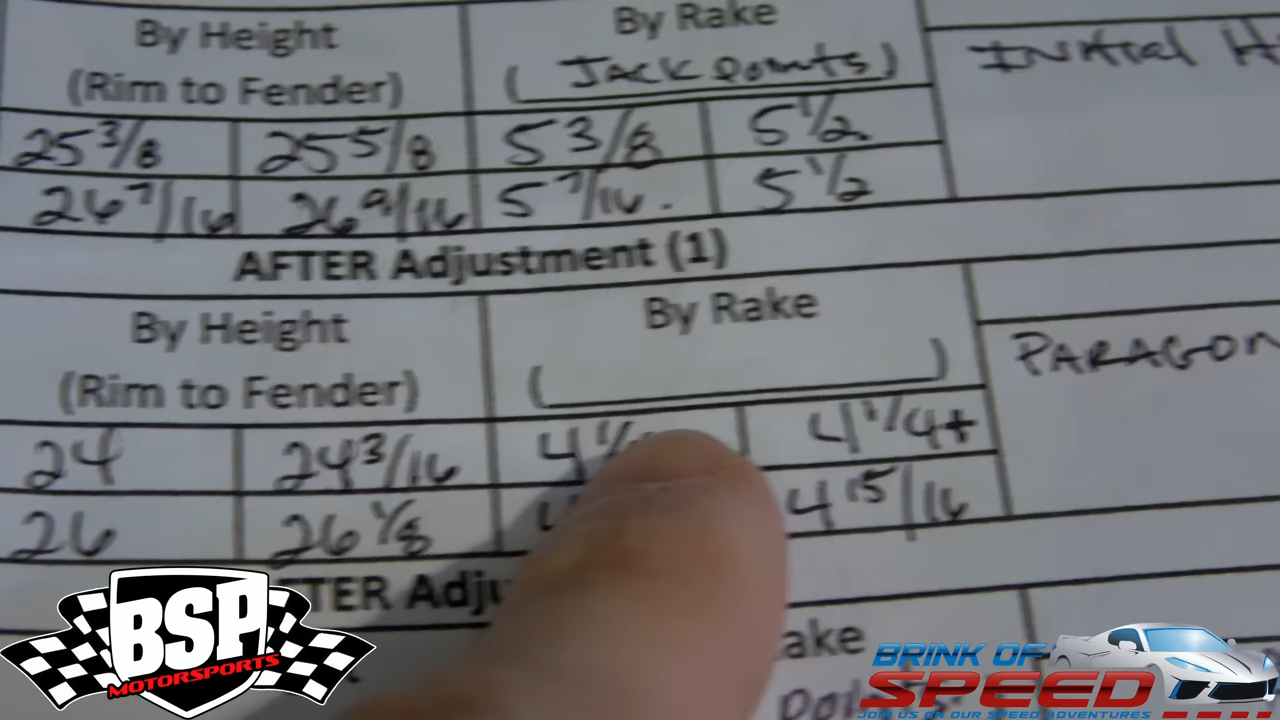 By Height By Rake
(Rim to Fender) (JACK POINTS) INITIAL
25 3/8 25 5/8 5 3/8 5 1/2
26 7/16 26 9/16 5 7/16 5 1/2
AFTER Adjustment (1)
By Height By Rake
(Rim to Fender) (____________) PARAGON
24 24 3/16 4 1/4+
26 26 1/8 4 15/16
BSP
MOTORSPORTS
BRINK OF
SPEED
JOIN US ON OUR SPEED ADVENTURES